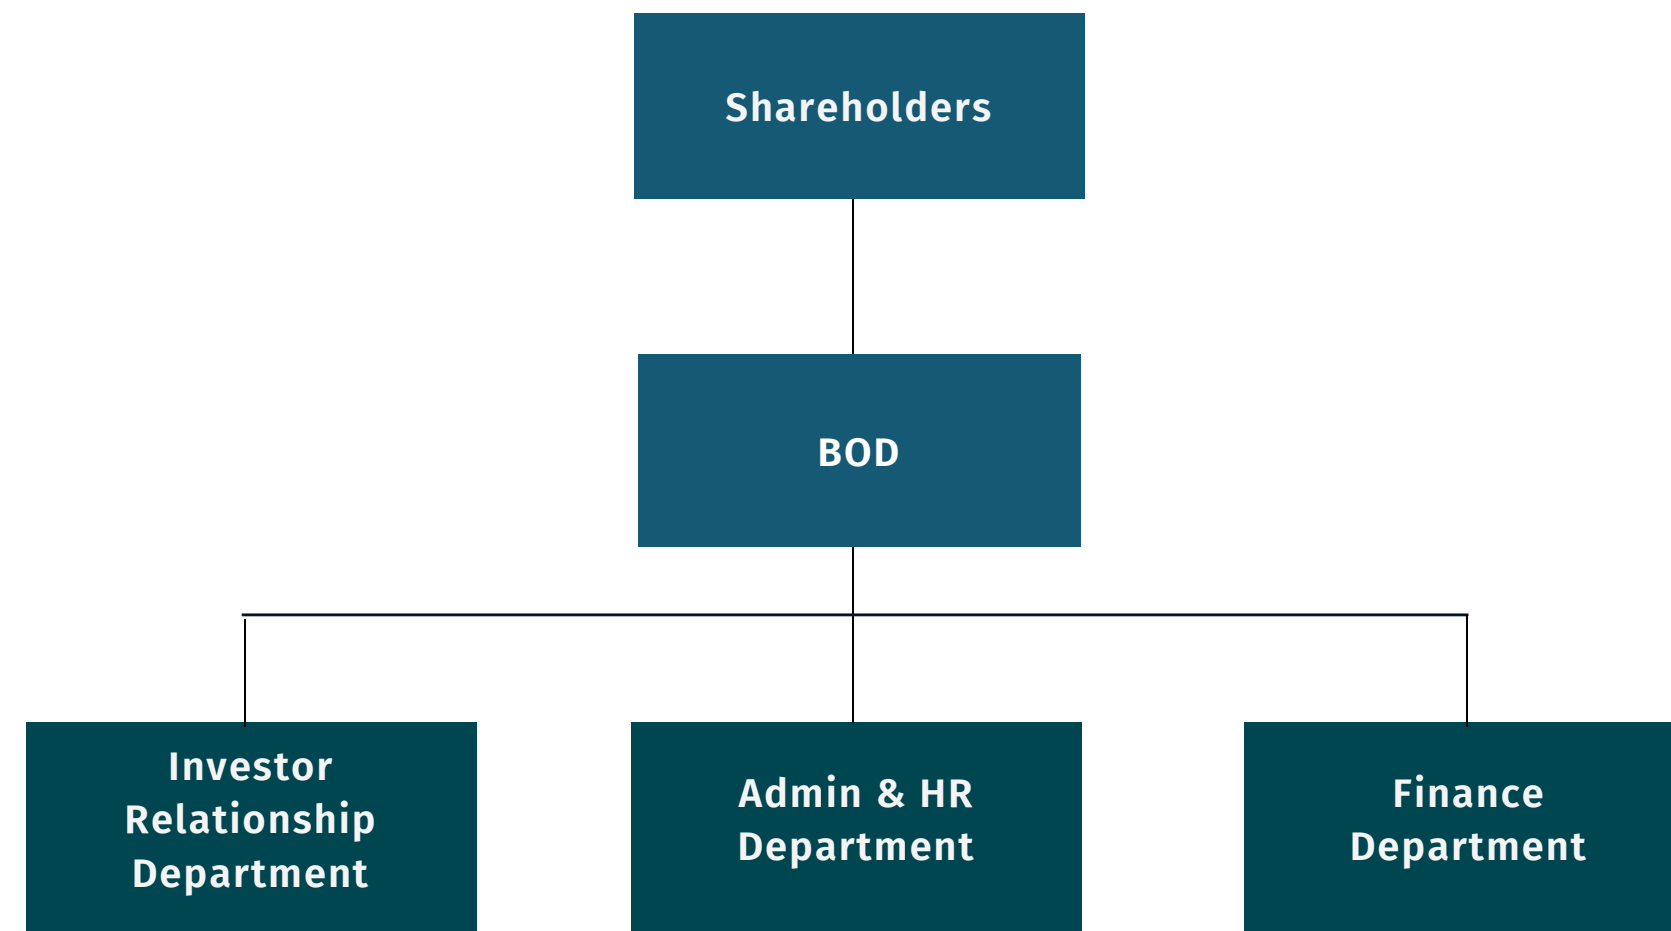 Shareholders
BOD
Investor
Relationship
Department
Admin & HR
Department
Finance
Department